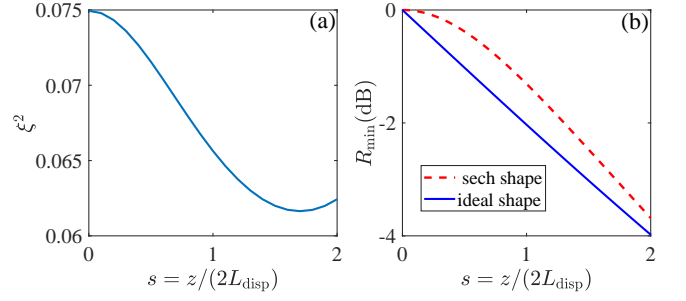 (a)
0.075
0.07
0.065
0.06
ξ²
0
1
2
s = z/(2L_disp)
(b)
0
-2
-4
R_min(dB)
sech shape
ideal shape
0
1
2
s = z/(2L_disp)